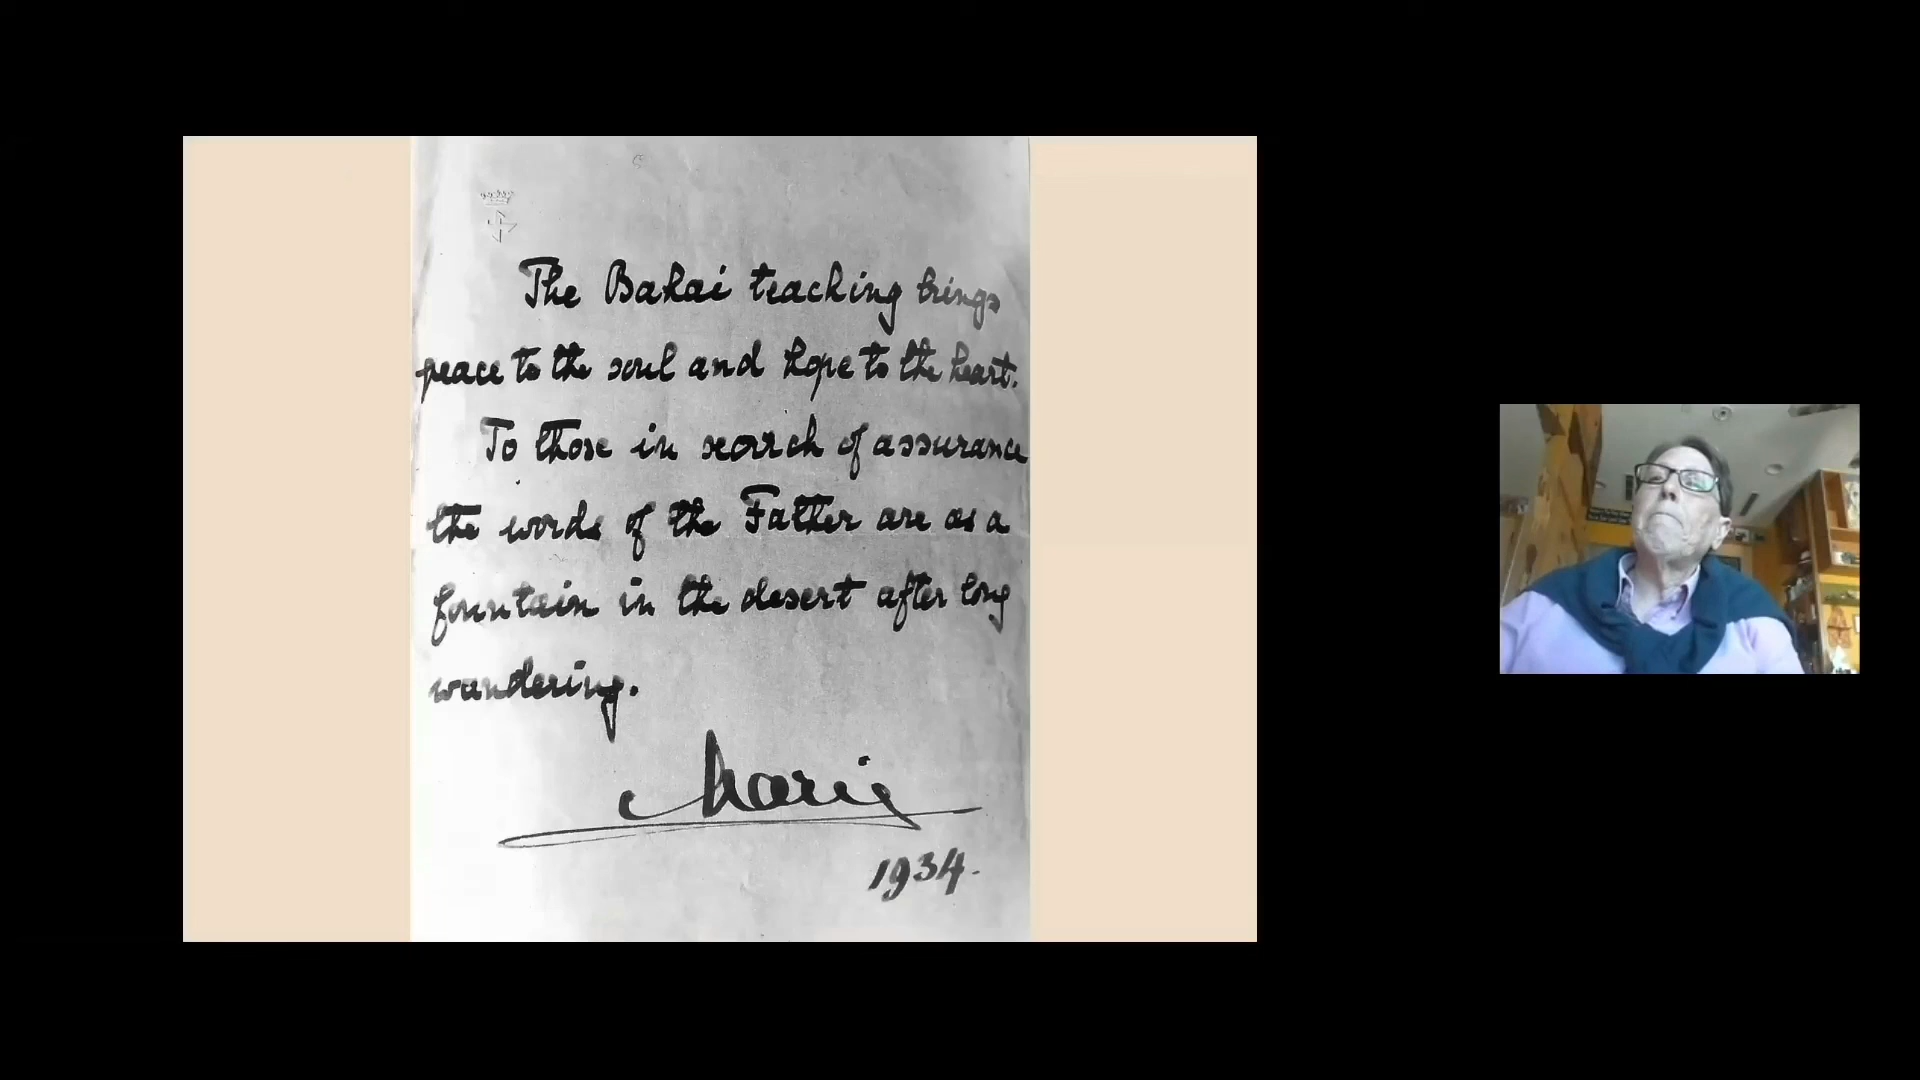 The Bahai teaching brings
peace to the soul and hope to the heart.
To those in search of assurance
the words of the Father are as a
fountain in the desert after long
wandering.
Marie
1934.